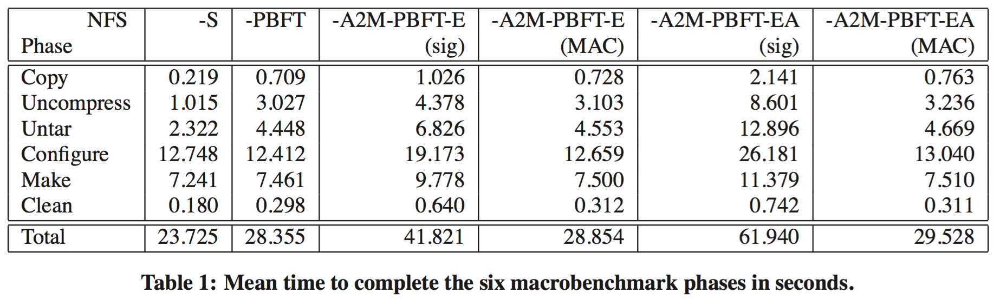 NFS -S -PBFT -A2M-PBFT-E -A2M-PBFT-E -A2M-PBFT-EA -A2M-PBFT-EA
Phase (sig) (MAC) (sig) (MAC)
Copy 0.219 0.709 1.026 0.728 2.141 0.763
Uncompress 1.015 3.027 4.378 3.103 8.601 3.236
Untar 2.322 4.448 6.826 4.553 12.896 4.669
Configure 12.748 12.412 19.173 12.659 26.181 13.040
Make 7.241 7.461 9.778 7.500 11.379 7.510
Clean 0.180 0.298 0.640 0.312 0.742 0.311
Total 23.725 28.355 41.821 28.854 61.940 29.528
Table 1: Mean time to complete the six macrobenchmark phases in seconds.